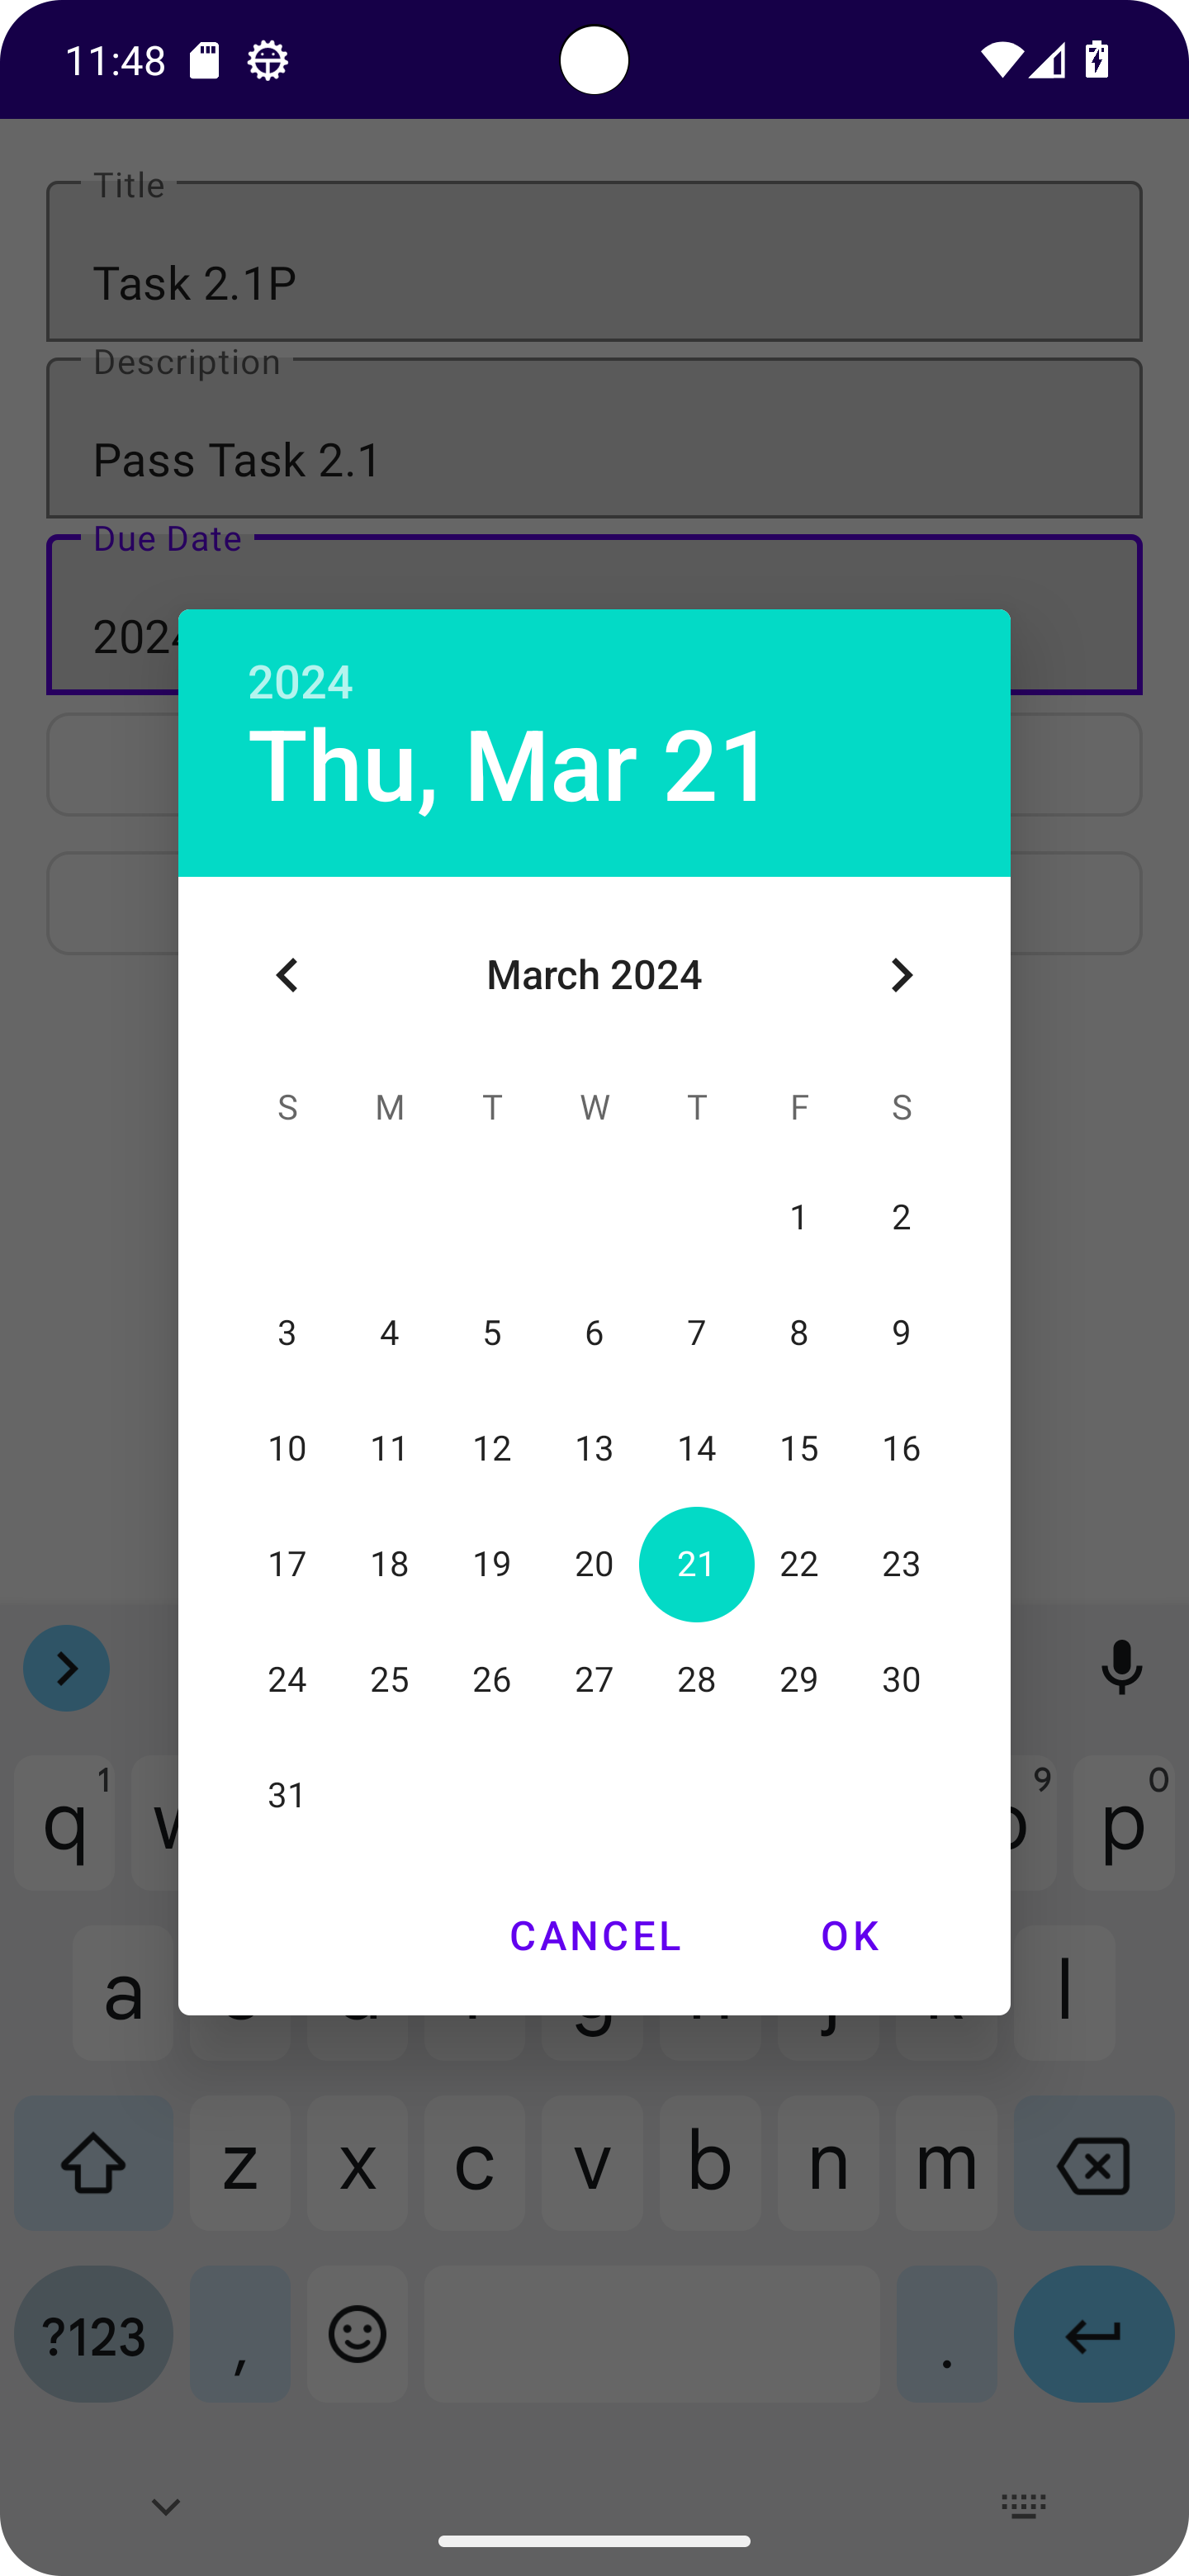 11:48
Title
Task 2.1P
Description
Pass Task 2.1
Due Date
2024
2024
Thu, Mar 21
March 2024
S M T W T F S
1 2
3 4 5 6 7 8 9
10 11 12 13 14 15 16
17 18 19 20 21 22 23
24 25 26 27 28 29 30
31
CANCEL OK
q 1 9 p 0
a l
z x c v b n m
?123 , .